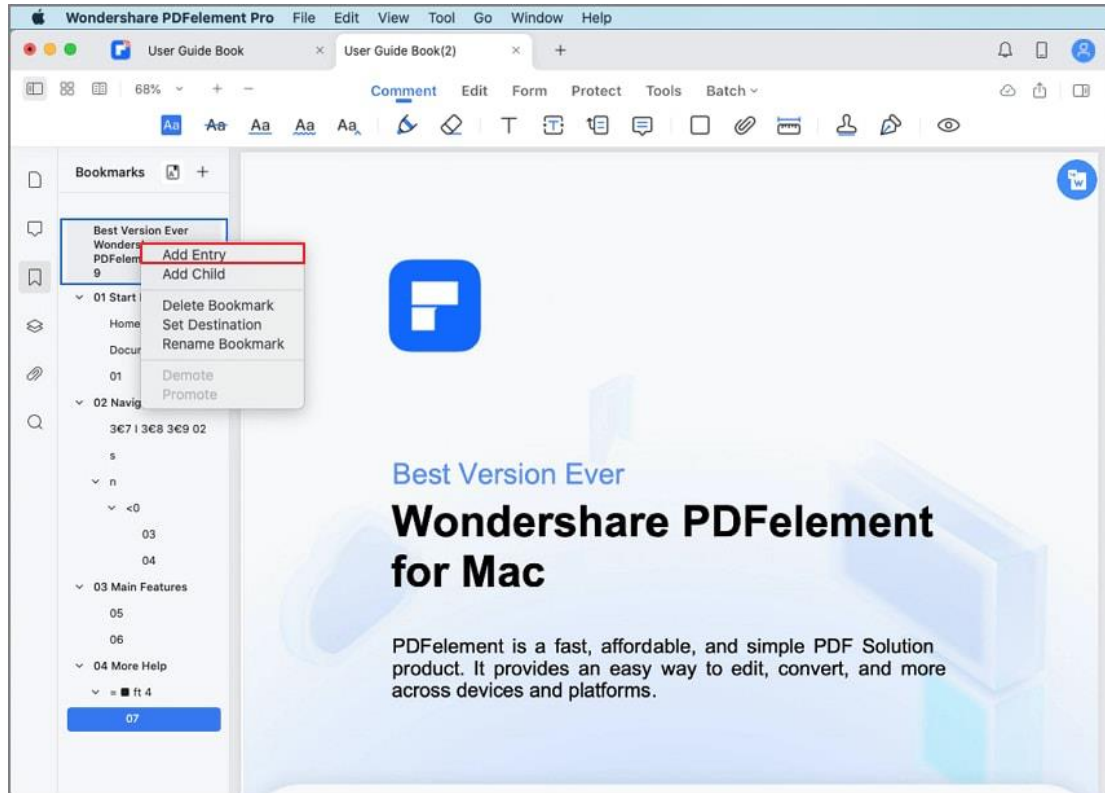 Wondershare PDFelement Pro File Edit View Tool Go Window Help
User Guide Book × User Guide Book(2) × +
68% + −
Comment Edit Form Protect Tools Batch
Aa Aa Aa Aa Aa T T
Bookmarks +
Best Version Ever
Wonders
PDFelem
9
Add Entry
Add Child
Delete Bookmark
Set Destination
Rename Bookmark
Demote
Promote
01 Start
Home
Docur
01
02 Navig
3€7 I 3€8 3€9 02
s
n
<0
03
04
03 Main Features
05
06
04 More Help
= ■ ft 4
07
W
Best Version Ever
Wondershare PDFelement
for Mac
PDFelement is a fast, affordable, and simple PDF Solution
product. It provides an easy way to edit, convert, and more
across devices and platforms.